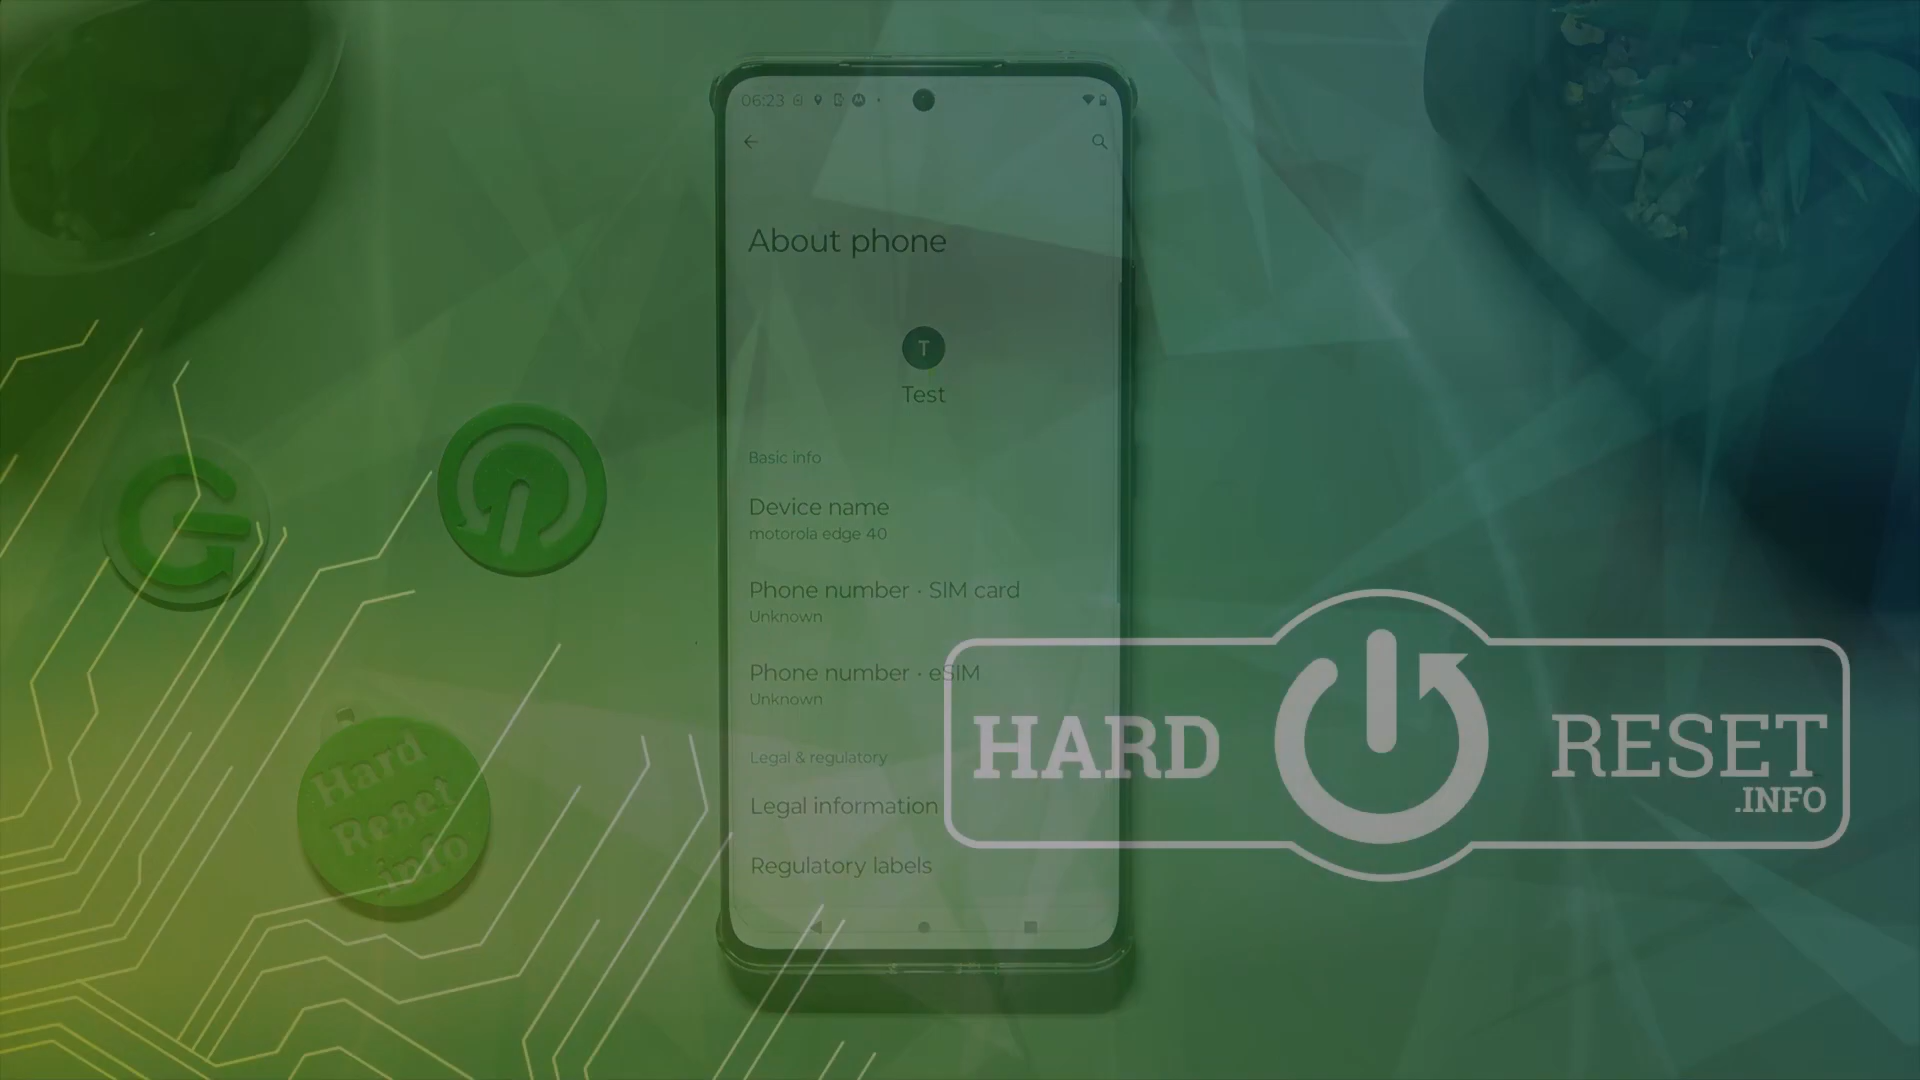 06:23
About phone
T
Test
Basic info
Device name
motorola edge 40
Phone number · SIM card
Unknown
Phone number · eSIM
Unknown
Legal & regulatory
Legal information
Regulatory labels
Hard
Reset
info
HARD RESET
.INFO